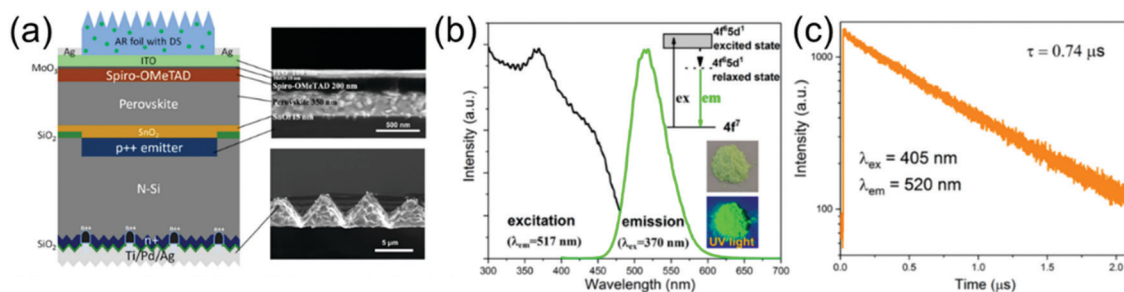 (a)
AR foil with DS
Ag
Ag
ITO
MoO₃
Spiro-OMeTAD
Perovskite
SnO₂
SiO₂
p++ emitter
N-Si
n++ n++ n++ n++
n+
SiO₂
Ti/Pd/Ag
Spiro-OMeTAD 200 nm
Perovskite 350 nm
500 nm
5 μm
(b)
Intensity (a.u.)
4f⁶5d¹
excited state
4f⁶5d¹
relaxed state
ex
em
4f⁷
excitation
(λem=517 nm)
emission
(λex=370 nm)
UV light
300 350 400 450 500 550 600 650 700
Wavelength (nm)
(c)
Intensity (a.u.)
1000
100
τ = 0.74 μs
λex = 405 nm
λem = 520 nm
0.0 0.5 1.0 1.5 2.0
Time (μs)